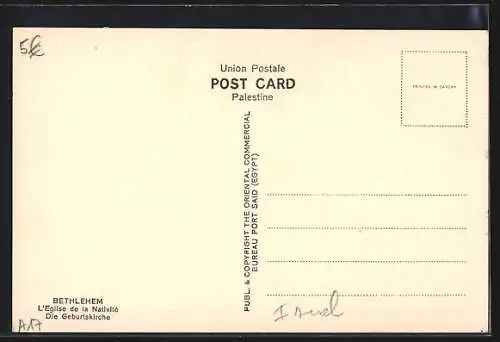 5€
Union Postale
POST CARD
Palestine
PRINTED IN SAXONY
PUBL. & COPYRIGHT THE ORIENTAL COMMERCIAL
BUREAU PORT SAID (EGYPT)
BETHLEHEM
L'Eglise de la Nativité
Die Geburtskirche
A17